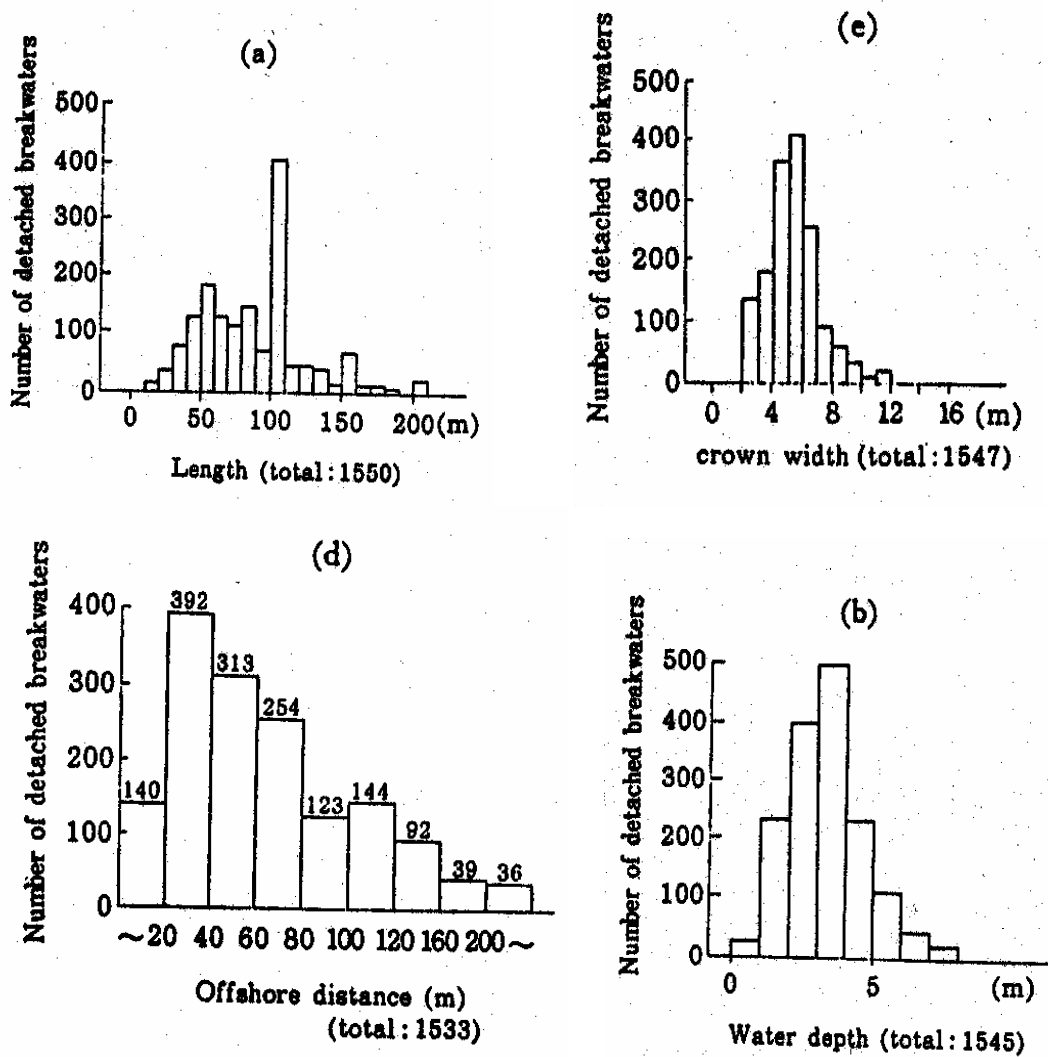 (a)
Number of detached breakwaters
500
400
300
200
100
0
0 50 100 150 200(m)
Length (total:1550)
(e)
Number of detached breakwaters
500
400
300
200
100
0
0 4 8 12 16 (m)
crown width (total:1547)
(d)
Number of detached breakwaters
400
300
200
100
0
140 392 313 254 123 144 92 39 36
~20 40 60 80 100 120 160 200~
Offshore distance (m)
(total:1533)
(b)
Number of detached breakwaters
500
400
300
200
100
0
0 5 (m)
Water depth (total:1545)